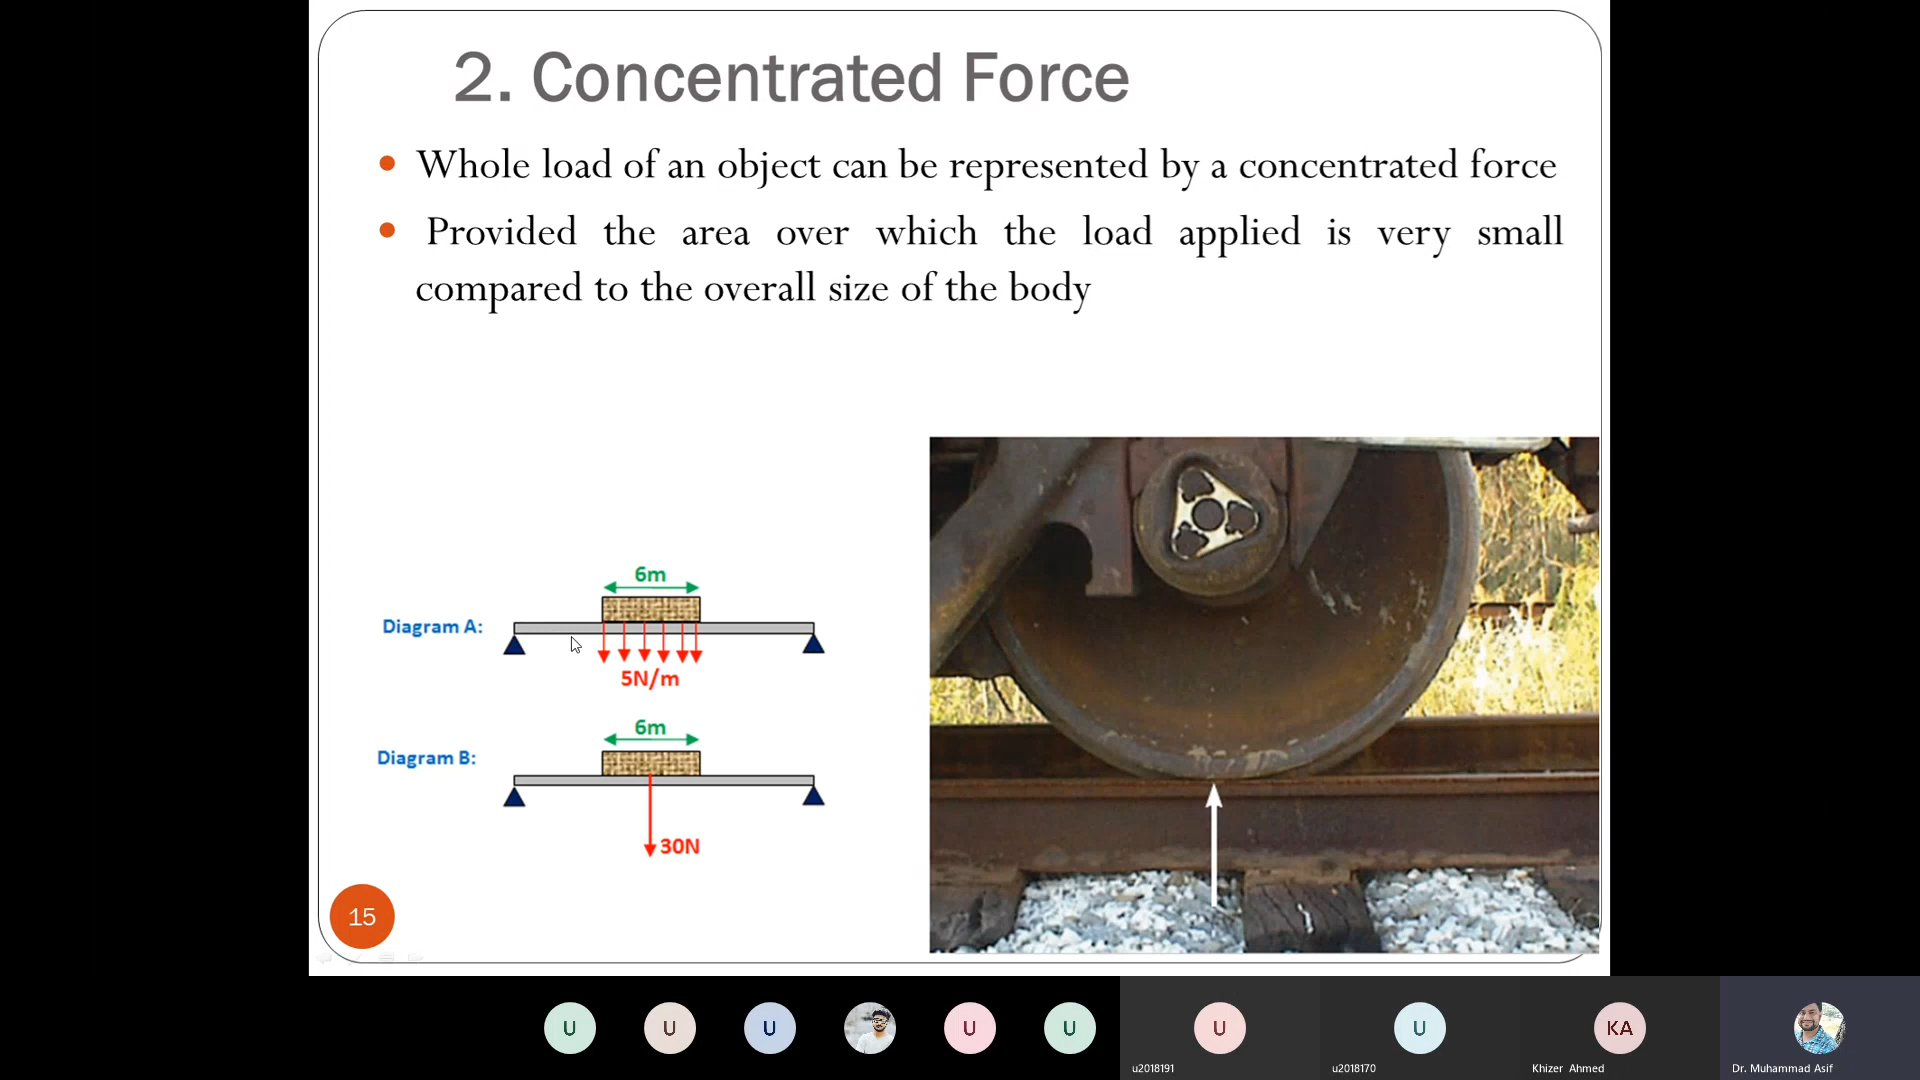 2. Concentrated Force
Whole load of an object can be represented by a concentrated force
Provided the area over which the load applied is very small
compared to the overall size of the body
6m
Diagram A:
5N/m
6m
Diagram B:
30N
15
U
U
U
U
U
U
U
KA
u2018191
u2018170
Khizer Ahmed
Dr. Muhammad Asif